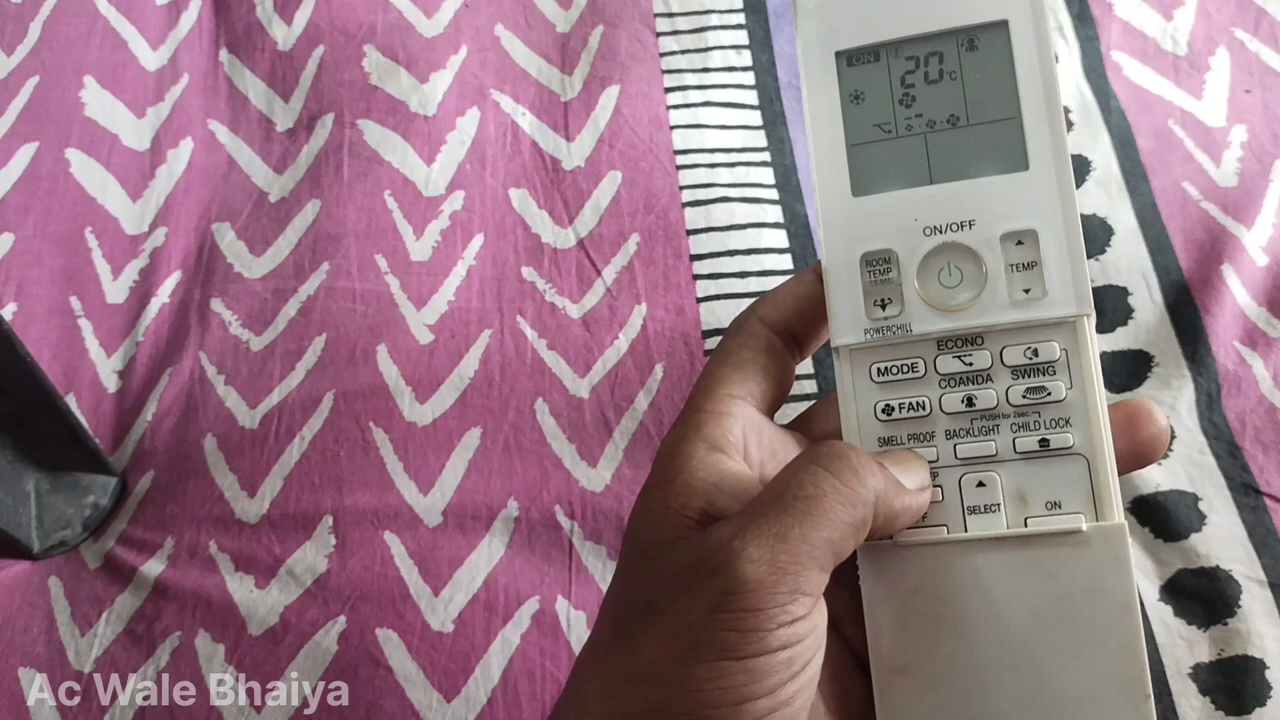 ON
20°C
ON/OFF
ROOM
TEMP
TEMP
POWERCHILL
ECONO
MODE
COANDA
SWING
FAN
PUSH for 2sec.
SMELL PROOF
BACKLIGHT
CHILD LOCK
SELECT
ON
Ac Wale Bhaiya